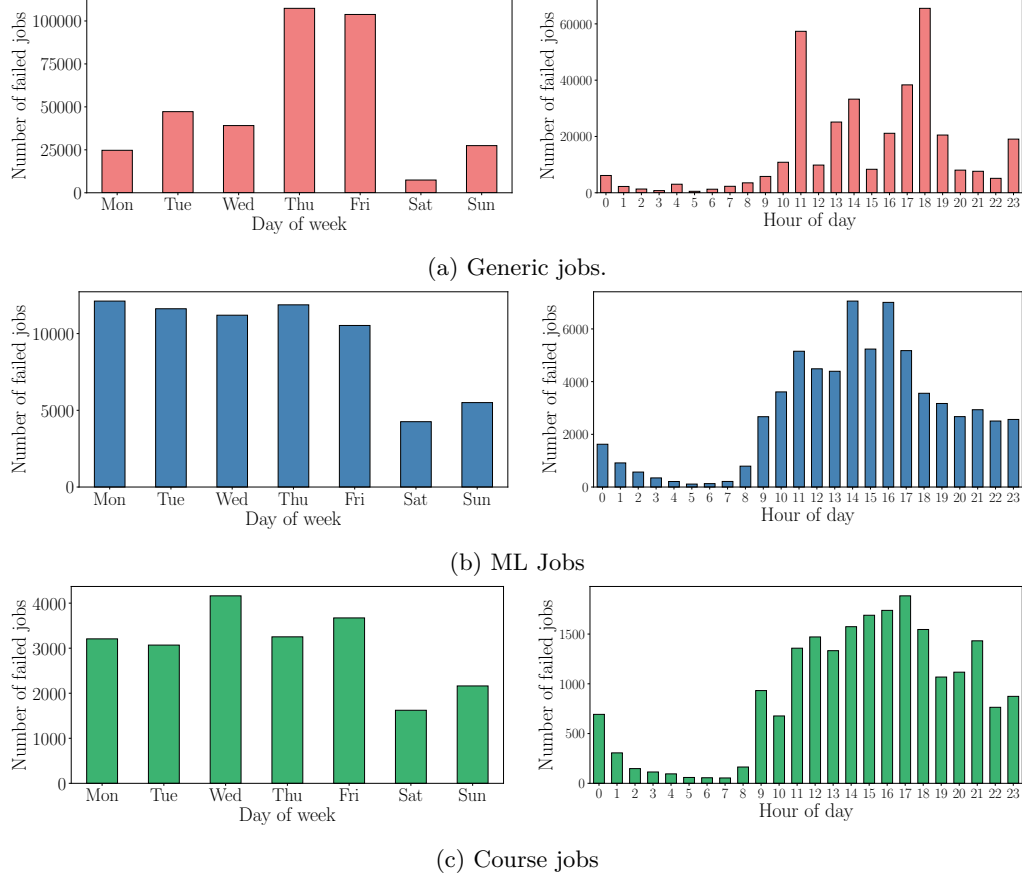 Number of failed jobs
100000
75000
50000
25000
0
Mon Tue Wed Thu Fri Sat Sun
Day of week
Number of failed jobs
60000
40000
20000
0
0 1 2 3 4 5 6 7 8 9 10 11 12 13 14 15 16 17 18 19 20 21 22 23
Hour of day
(a) Generic jobs.
Number of failed jobs
10000
5000
0
Mon Tue Wed Thu Fri Sat Sun
Day of week
Number of failed jobs
6000
4000
2000
0
0 1 2 3 4 5 6 7 8 9 10 11 12 13 14 15 16 17 18 19 20 21 22 23
Hour of day
(b) ML Jobs
Number of failed jobs
4000
3000
2000
1000
0
Mon Tue Wed Thu Fri Sat Sun
Day of week
Number of failed jobs
1500
1000
500
0
0 1 2 3 4 5 6 7 8 9 10 11 12 13 14 15 16 17 18 19 20 21 22 23
Hour of day
(c) Course jobs